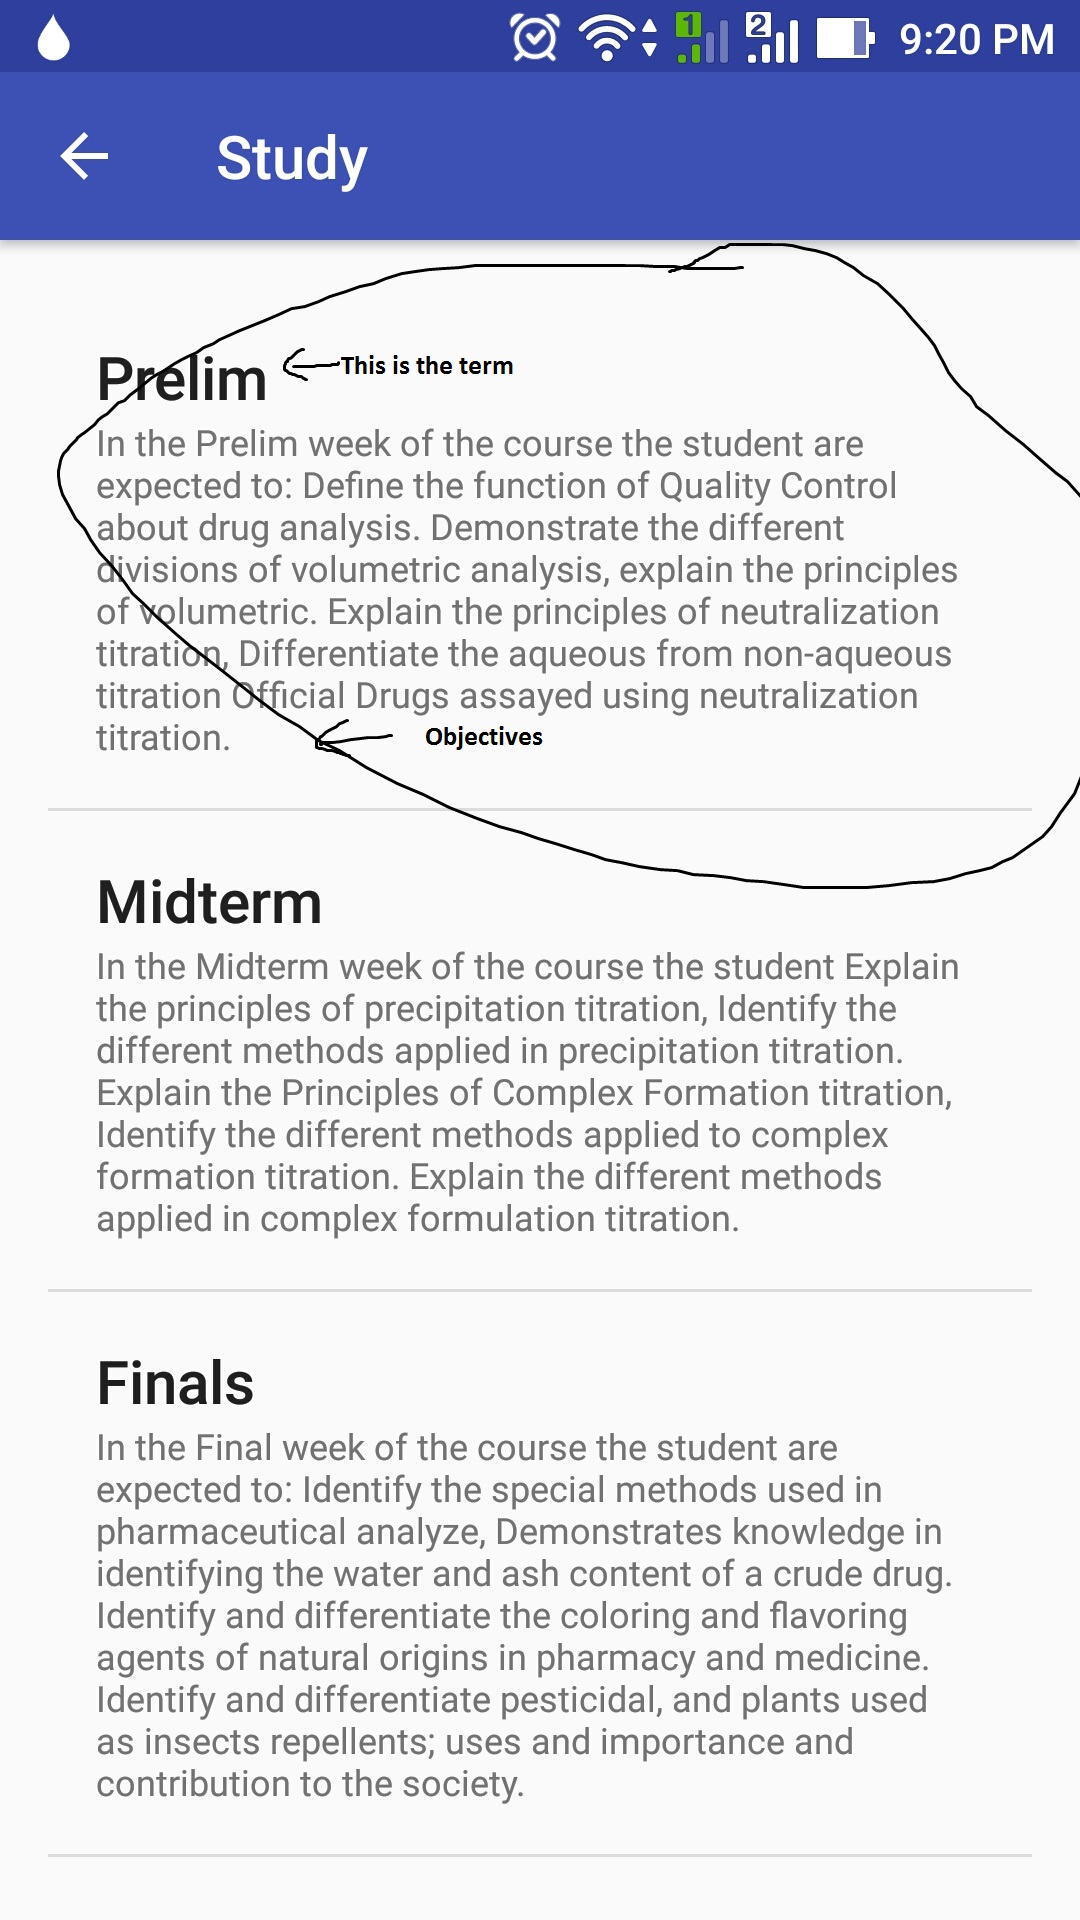 1 2 9:20 PM
Study
Prelim This is the term
In the Prelim week of the course the student are
expected to: Define the function of Quality Control
about drug analysis. Demonstrate the different
divisions of volumetric analysis, explain the principles
of volumetric. Explain the principles of neutralization
titration, Differentiate the aqueous from non-aqueous
titration Official Drugs assayed using neutralization
titration. Objectives
Midterm
In the Midterm week of the course the student Explain
the principles of precipitation titration, Identify the
different methods applied in precipitation titration.
Explain the Principles of Complex Formation titration,
Identify the different methods applied to complex
formation titration. Explain the different methods
applied in complex formulation titration.
Finals
In the Final week of the course the student are
expected to: Identify the special methods used in
pharmaceutical analyze, Demonstrates knowledge in
identifying the water and ash content of a crude drug.
Identify and differentiate the coloring and flavoring
agents of natural origins in pharmacy and medicine.
Identify and differentiate pesticidal, and plants used
as insects repellents; uses and importance and
contribution to the society.